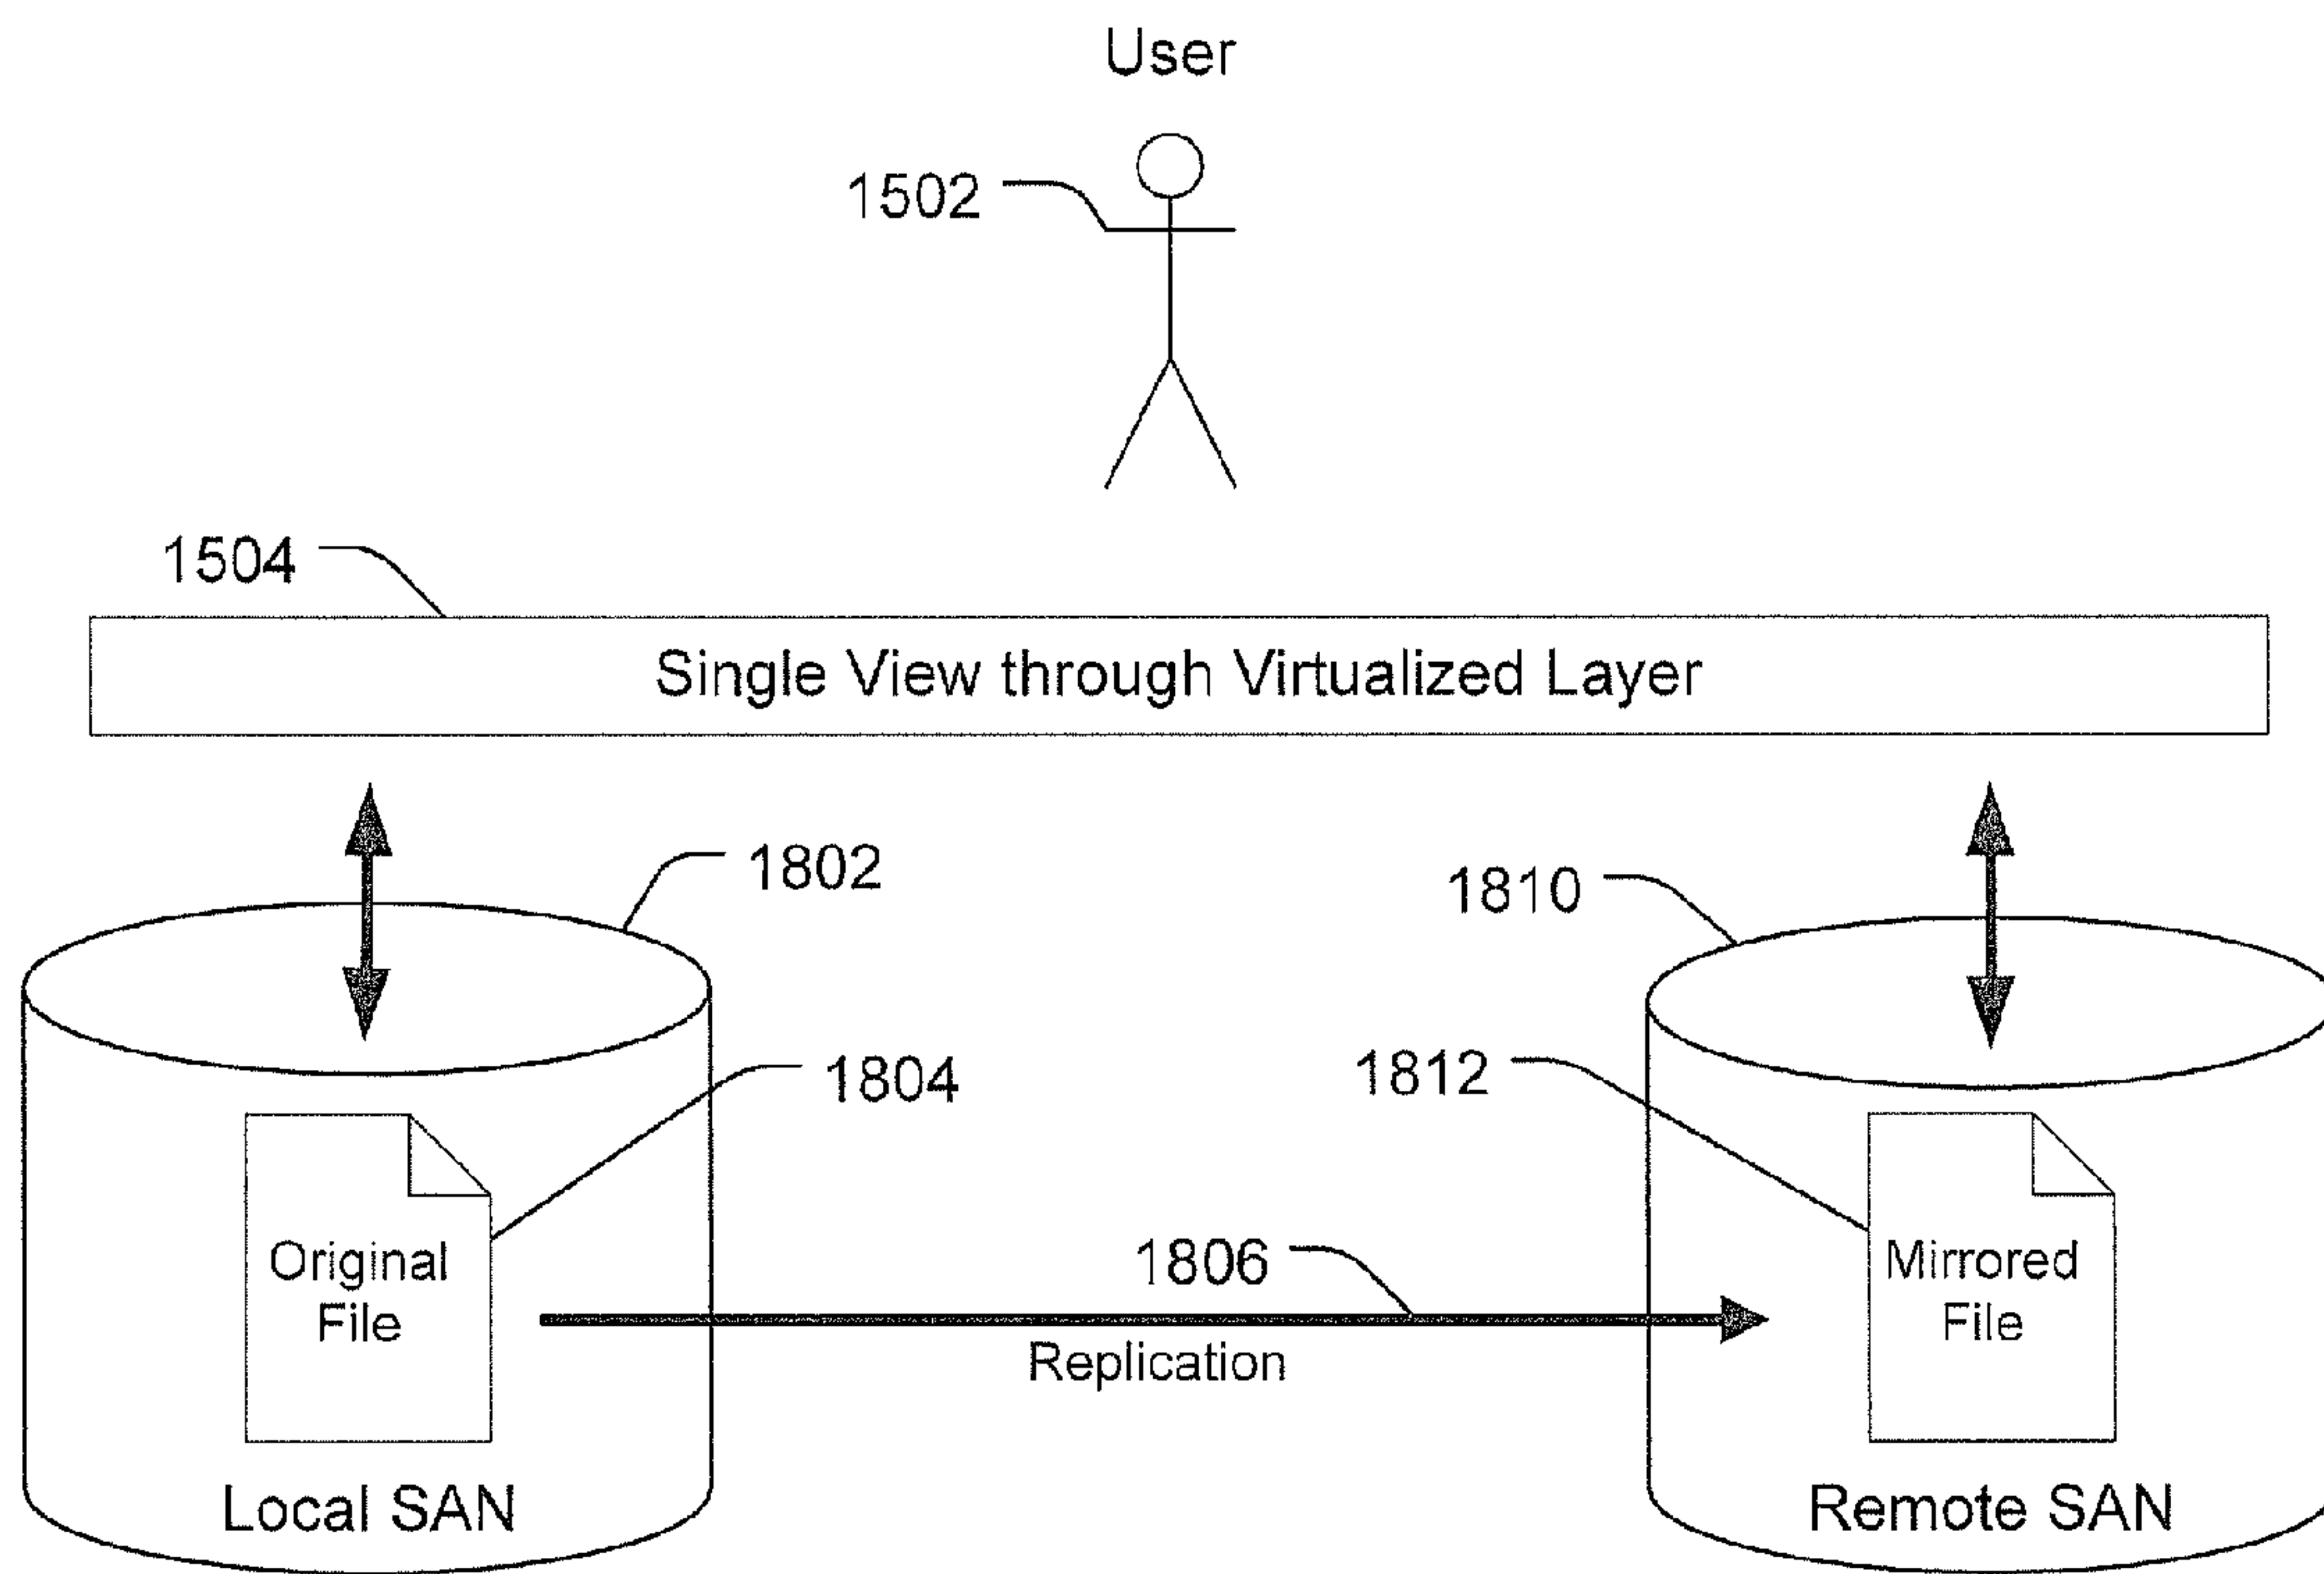 User
1502
1504
Single View through Virtualized Layer
1802
1810
1804
1812
Original
File
1806
Replication
Mirrored
File
Local SAN
Remote SAN